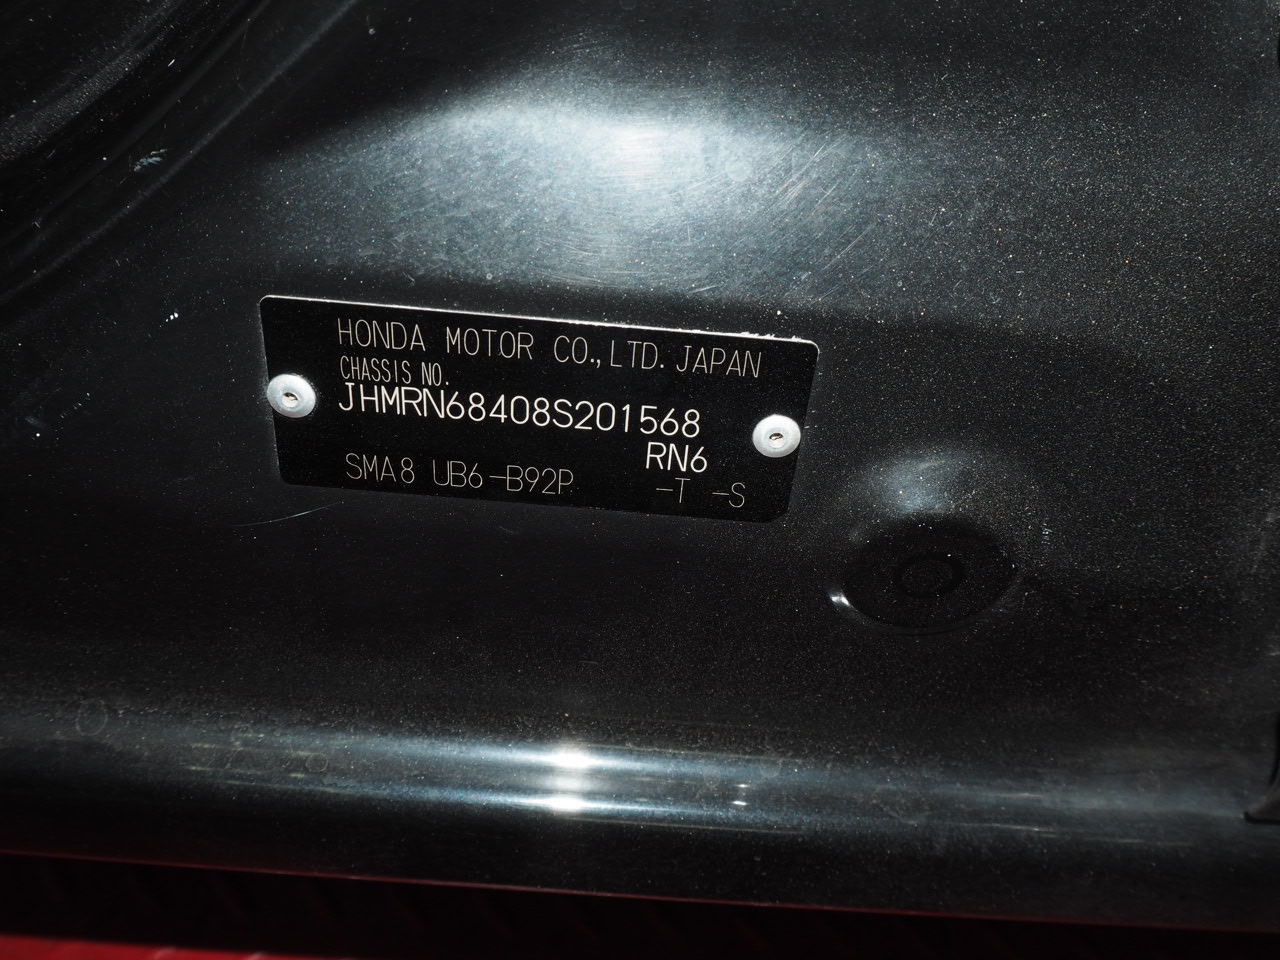 HONDA MOTOR CO.,LTD. JAPAN
CHASSIS NO.
JHMRN68408S201568
RN6
SMA8 UB6-B92P -T -S